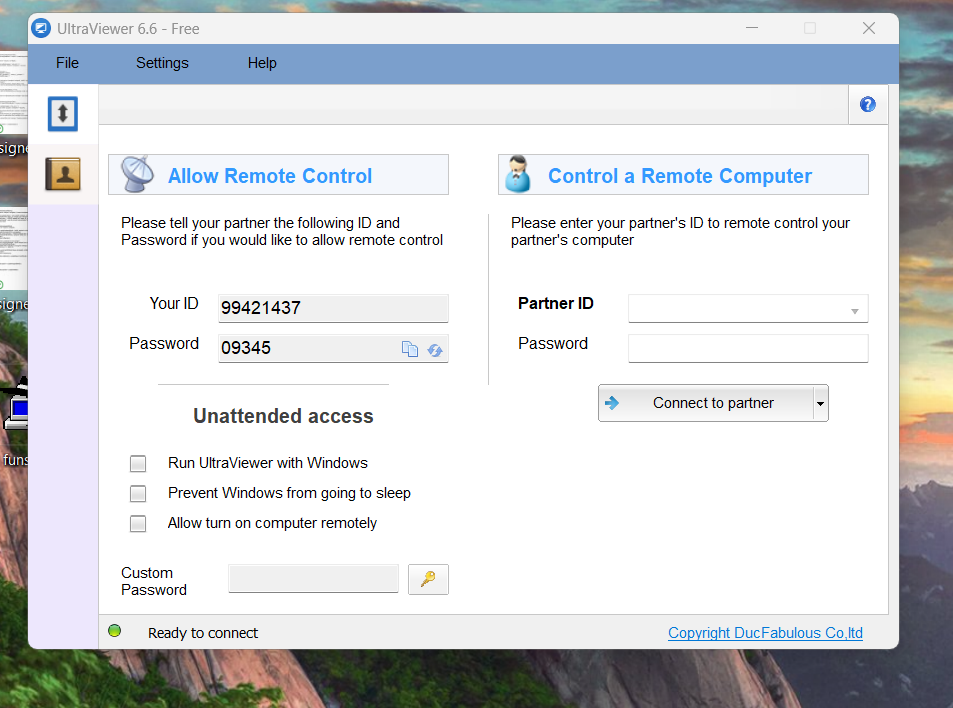 UltraViewer 6.6 - Free
File Settings Help
Allow Remote Control
Please tell your partner the following ID and
Password if you would like to allow remote control
Your ID 99421437
Password 09345
Unattended access
Run UltraViewer with Windows
Prevent Windows from going to sleep
Allow turn on computer remotely
Custom
Password
Control a Remote Computer
Please enter your partner's ID to remote control your
partner's computer
Partner ID
Password
Connect to partner
Ready to connect
Copyright DucFabulous Co,ltd
signe
signe
funs